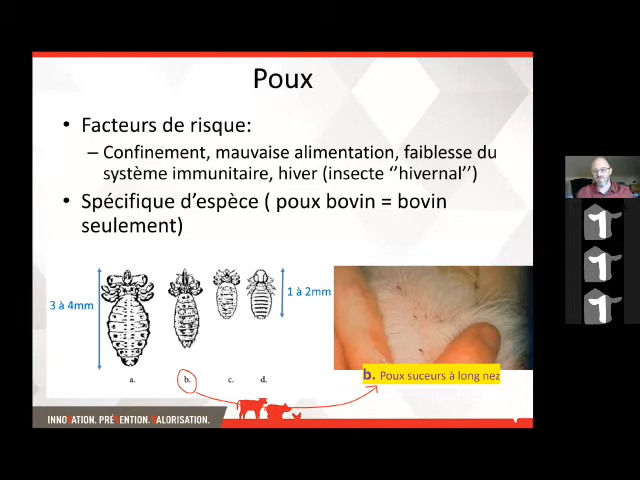 Poux
• Facteurs de risque:
– Confinement, mauvaise alimentation, faiblesse du
système immunitaire, hiver (insecte ‘’hivernal’’)
• Spécifique d’espèce ( poux bovin = bovin
seulement)
3 à 4mm
1 à 2mm
a.
b.
c.
d.
b. Poux suceurs à long nez
INNOVATION. PRÉVENTION. VALORISATION.